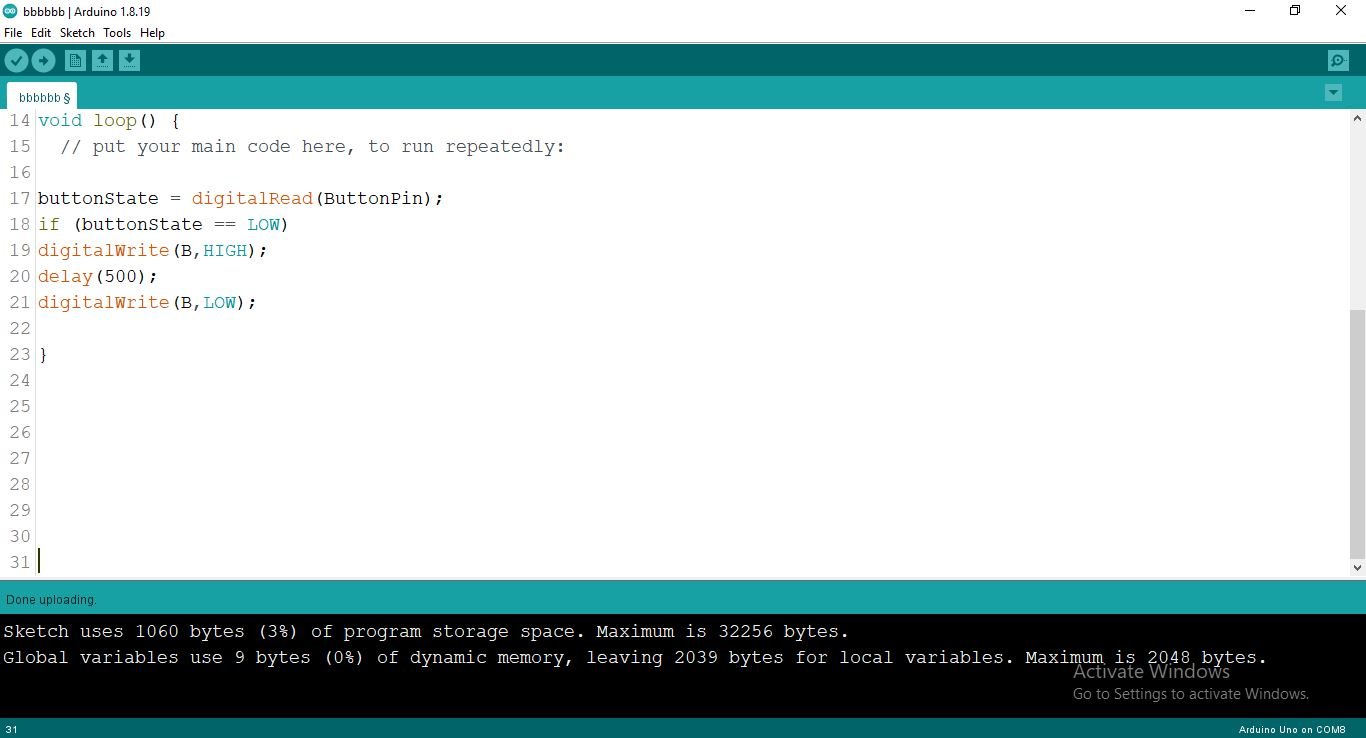 bbbbbb | Arduino 1.8.19
File Edit Sketch Tools Help
bbbbbb §
14 void loop() {
15 // put your main code here, to run repeatedly:
16
17 buttonState = digitalRead(ButtonPin);
18 if (buttonState == LOW)
19 digitalWrite(B,HIGH);
20 delay(500);
21 digitalWrite(B,LOW);
22
23 }
24
25
26
27
28
29
30
31
Done uploading.
Sketch uses 1060 bytes (3%) of program storage space. Maximum is 32256 bytes.
Global variables use 9 bytes (0%) of dynamic memory, leaving 2039 bytes for local variables. Maximum is 2048 bytes.
Activate Windows
Go to Settings to activate Windows.
31 Arduino Uno on COM8